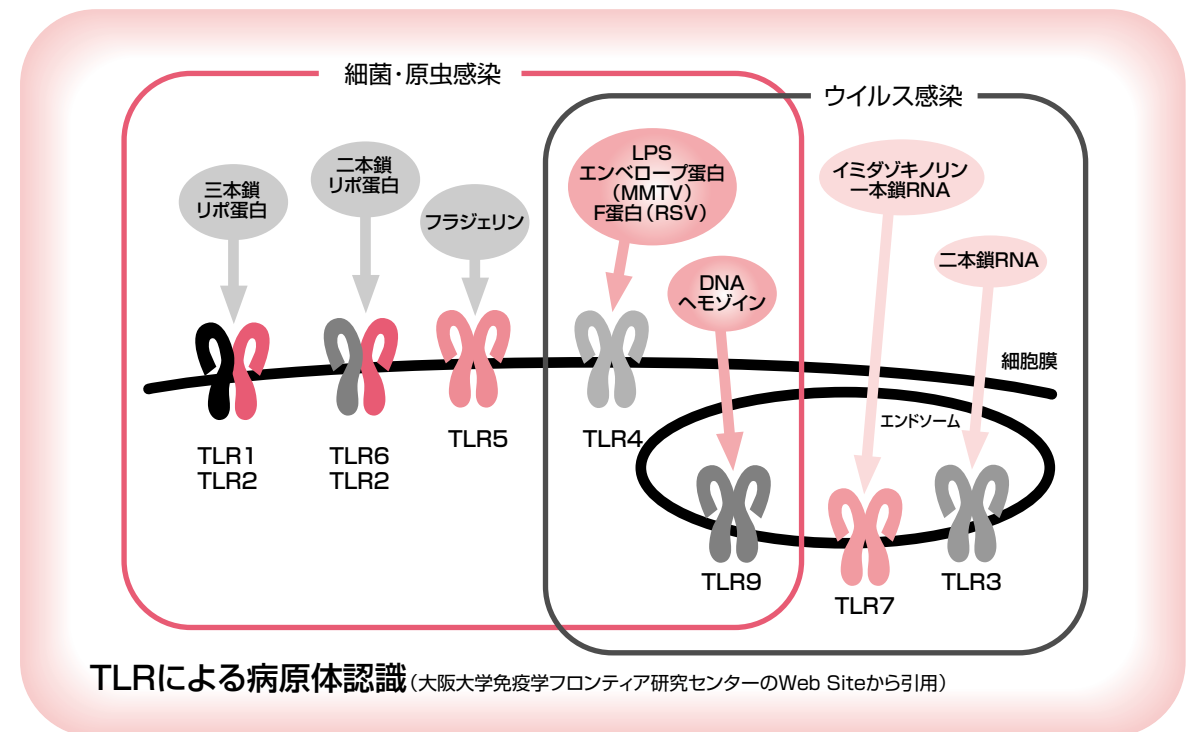 細菌・原虫感染
ウイルス感染
三本鎖
リポ蛋白
二本鎖
リポ蛋白
フラジェリン
LPS
エンベロープ蛋白
（MMTV）
F蛋白（RSV）
DNA
ヘモゾイン
イミダゾキノリン
一本鎖RNA
二本鎖RNA
細胞膜
エンドソーム
TLR1
TLR2
TLR6
TLR2
TLR5
TLR4
TLR9
TLR7
TLR3
TLRによる病原体認識（大阪大学免疫学フロンティア研究センターのWeb Siteから引用）